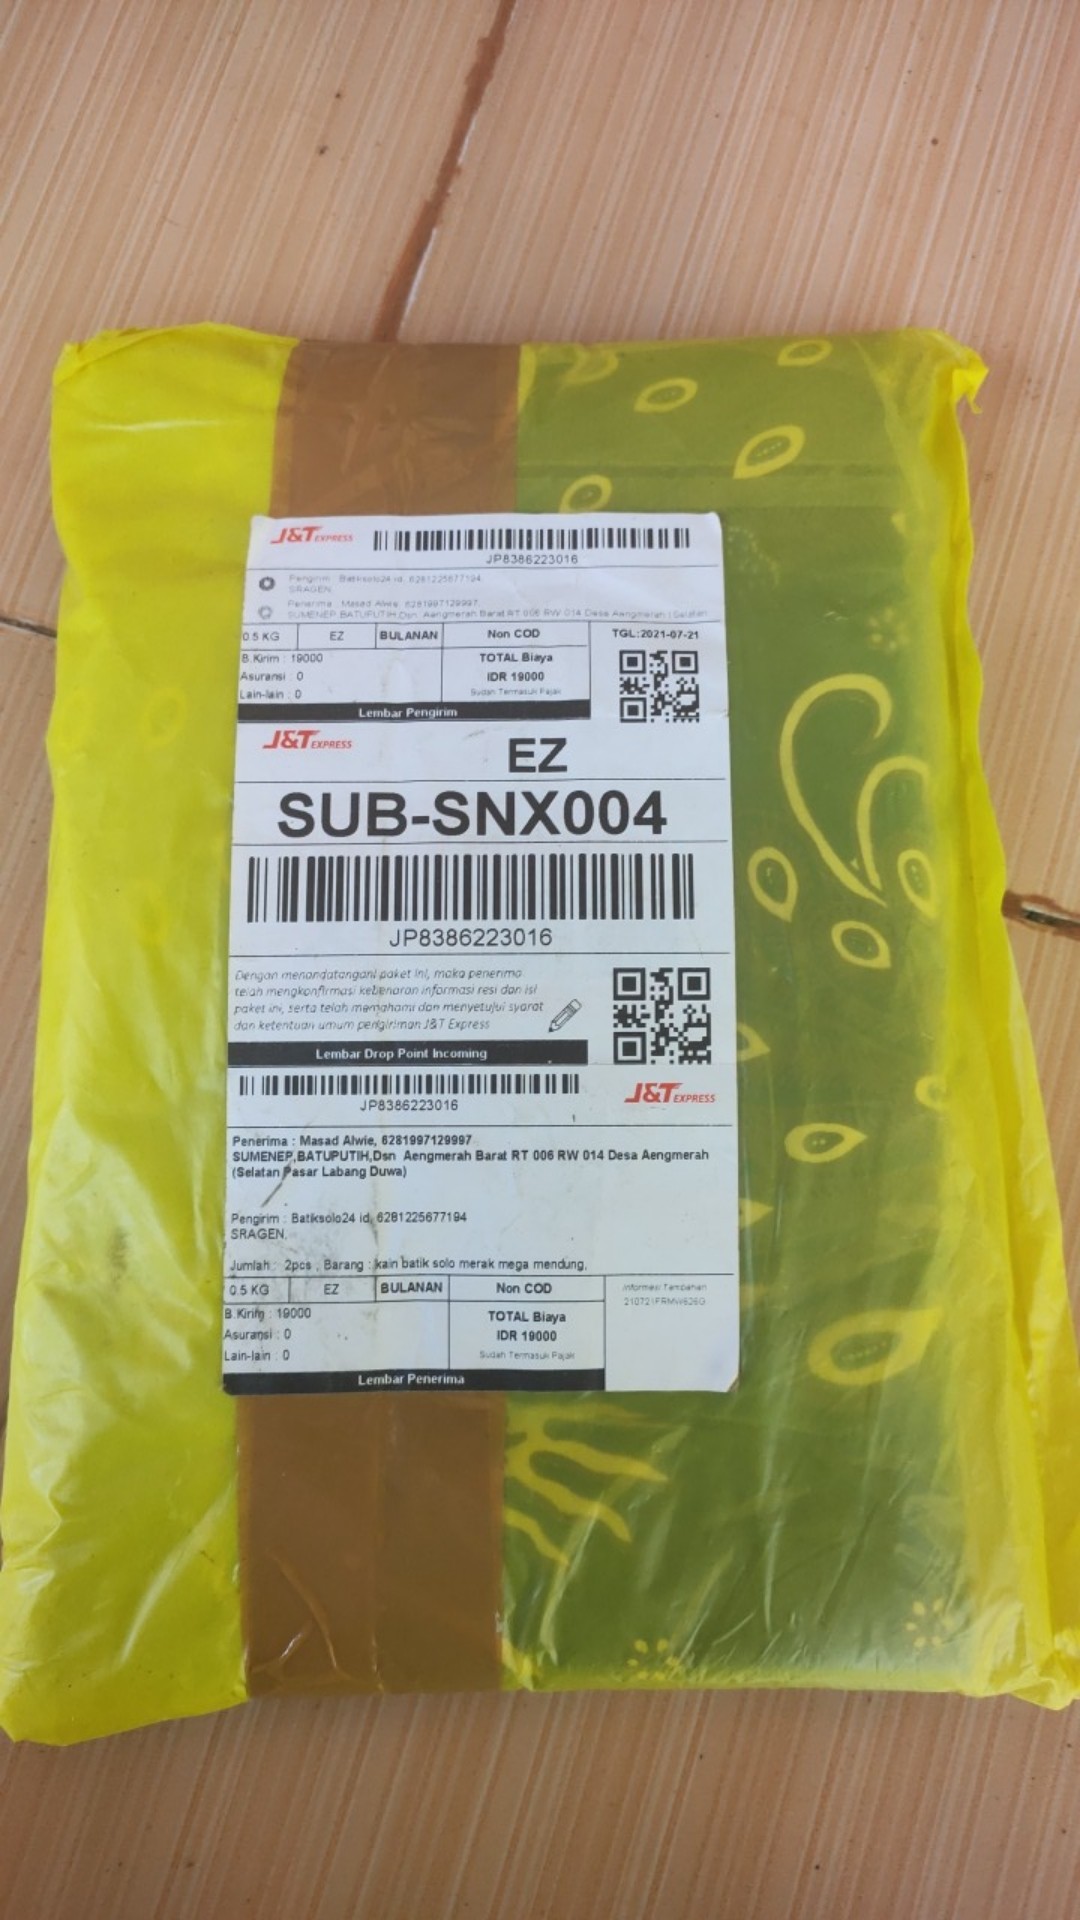 J&T EXPRESS
JP8386223016
Pengirim : Batiksolo24 id, 6281225677194
SRAGEN,
Penerima : Masad Alwie, 6281997129997
SUMENEP,BATUPUTIH,Dsn Aengmerah Barat RT 006 RW 014 Desa Aengmerah (Selatan
0.5 KG EZ BULANAN Non COD TGL:2021-07-21
B.Kirim : 19000 TOTAL Biaya
Asuransi : 0 IDR 19000
Lain-lain : 0 Sudah Termasuk Pajak
Lembar Pengirim
J&T EXPRESS
EZ
SUB-SNX004
JP8386223016
Dengan menandatangani paket ini, maka penerima
telah mengkonfirmasi kebenaran informasi resi dan isi
paket ini, serta telah memahami dan menyetujui syarat
dan ketentuan umum pengiriman J&T Express
Lembar Drop Point Incoming
J&T EXPRESS
JP8386223016
Penerima : Masad Alwie, 6281997129997
SUMENEP,BATUPUTIH,Dsn Aengmerah Barat RT 006 RW 014 Desa Aengmerah
(Selatan Pasar Labang Duwa)
Pengirim : Batiksolo24 id, 6281225677194
SRAGEN,
Jumlah : 2pcs , Barang : kain batik solo merak mega mendung,
0.5 KG EZ BULANAN Non COD Informasi Tambahan
210721FRMW626G
B.Kirim : 19000 TOTAL Biaya
Asuransi : 0 IDR 19000
Lain-lain : 0 Sudah Termasuk Pajak
Lembar Penerima